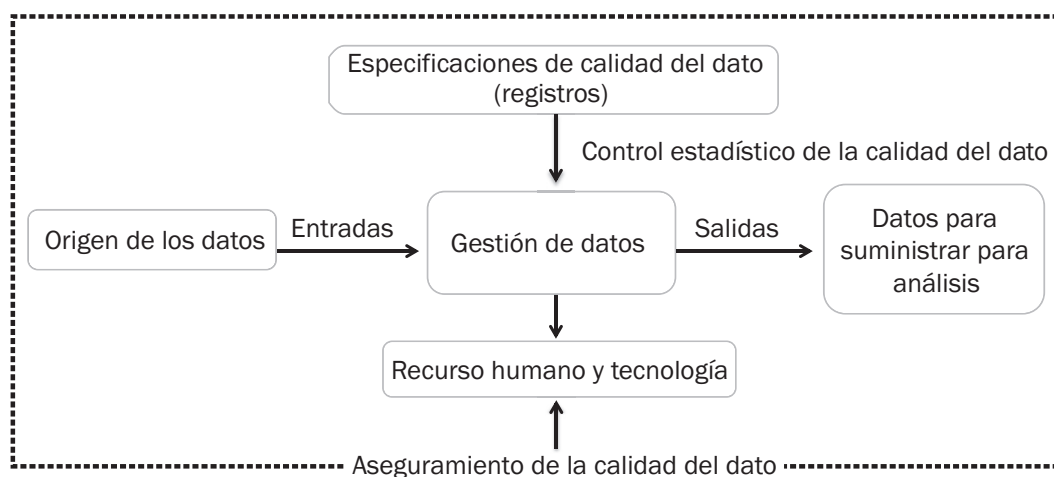 Especificaciones de calidad del dato
(registros)
Control estadístico de la calidad del dato
Origen de los datos
Entradas
Gestión de datos
Salidas
Datos para
suministrar para
análisis
Recurso humano y tecnología
Aseguramiento de la calidad del dato